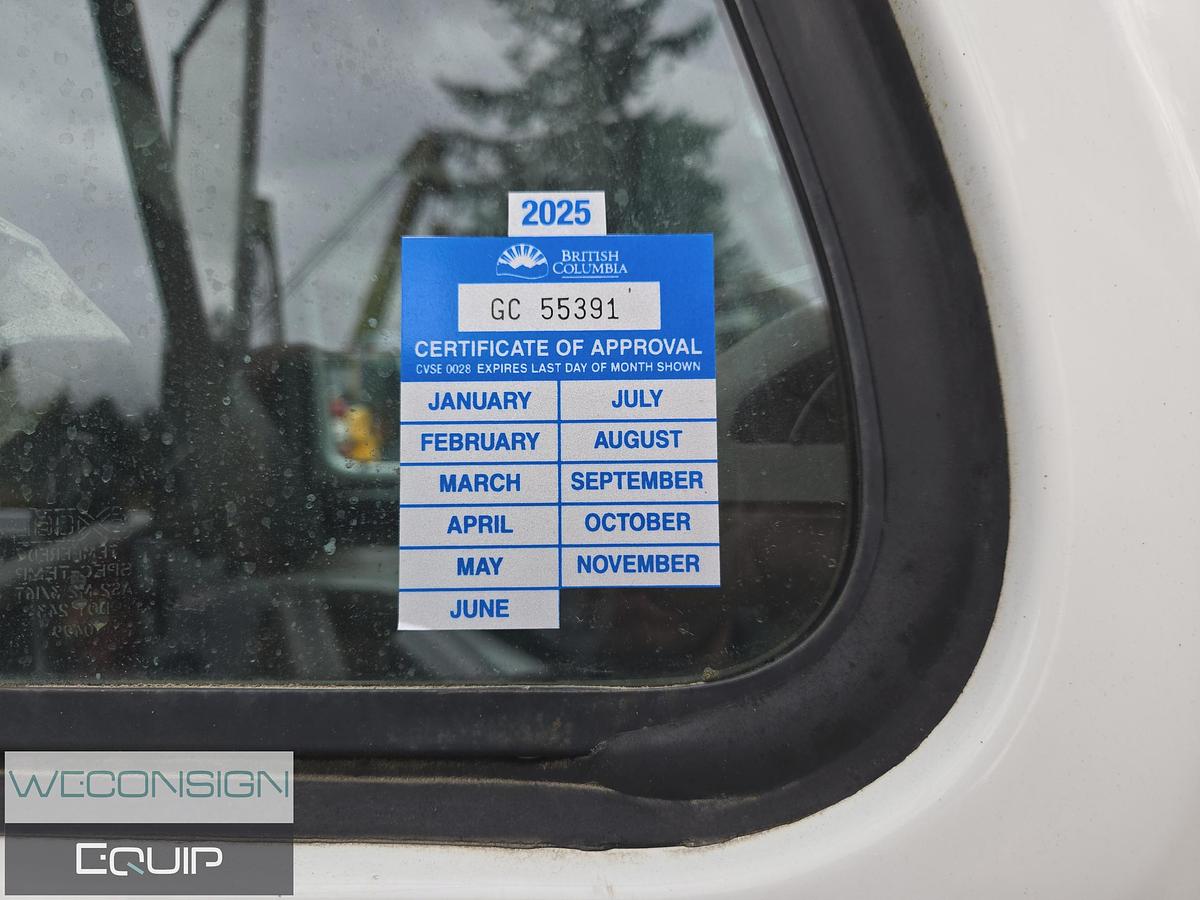 2025
BRITISH
COLUMBIA
GC 55391
CERTIFICATE OF APPROVAL
CVSE 0028 EXPIRES LAST DAY OF MONTH SHOWN
JANUARY JULY
FEBRUARY AUGUST
MARCH SEPTEMBER
APRIL OCTOBER
MAY NOVEMBER
JUNE
WECONSIGN
EQUIP